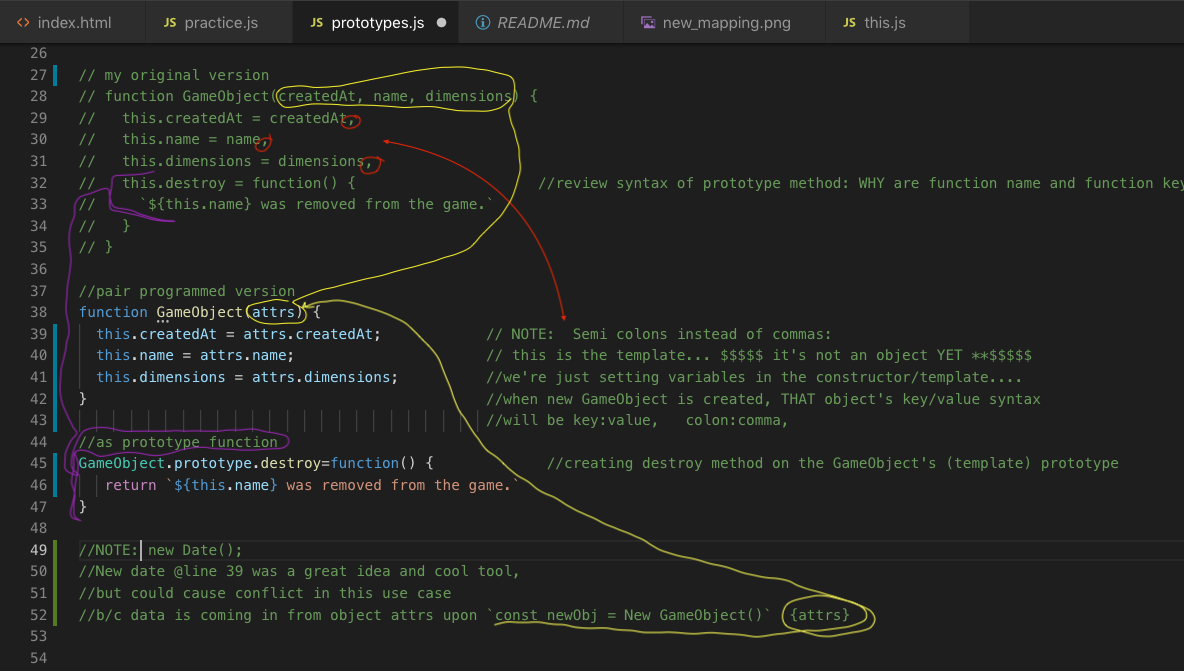 <> index.html JS practice.js JS prototypes.js ● ⓘ README.md new_mapping.png JS this.js
26
27 // my original version
28 // function GameObject(createdAt, name, dimensions) {
29 //   this.createdAt = createdAt,
30 //   this.name = name,
31 //   this.dimensions = dimensions,
32 //   this.destroy = function() { //review syntax of prototype method: WHY are function name and function key
33 //     `${this.name} was removed from the game.`
34 //   }
35 // }
36
37 //pair programmed version
38 function GameObject(attrs) {
39   this.createdAt = attrs.createdAt; // NOTE:  Semi colons instead of commas:
40   this.name = attrs.name; // this is the template... $$$$$ it's not an object YET **$$$$$
41   this.dimensions = attrs.dimensions; //we're just setting variables in the constructor/template....
42 } //when new GameObject is created, THAT object's key/value syntax
43 //will be key:value,   colon:comma,
44 //as prototype function
45 GameObject.prototype.destroy=function() { //creating destroy method on the GameObject's (template) prototype
46   return `${this.name} was removed from the game.`
47 }
48
49 //NOTE: new Date();
50 //New date @line 39 was a great idea and cool tool,
51 //but could cause conflict in this use case
52 //b/c data is coming in from object attrs upon `const newObj = New GameObject()`  {attrs}
53
54